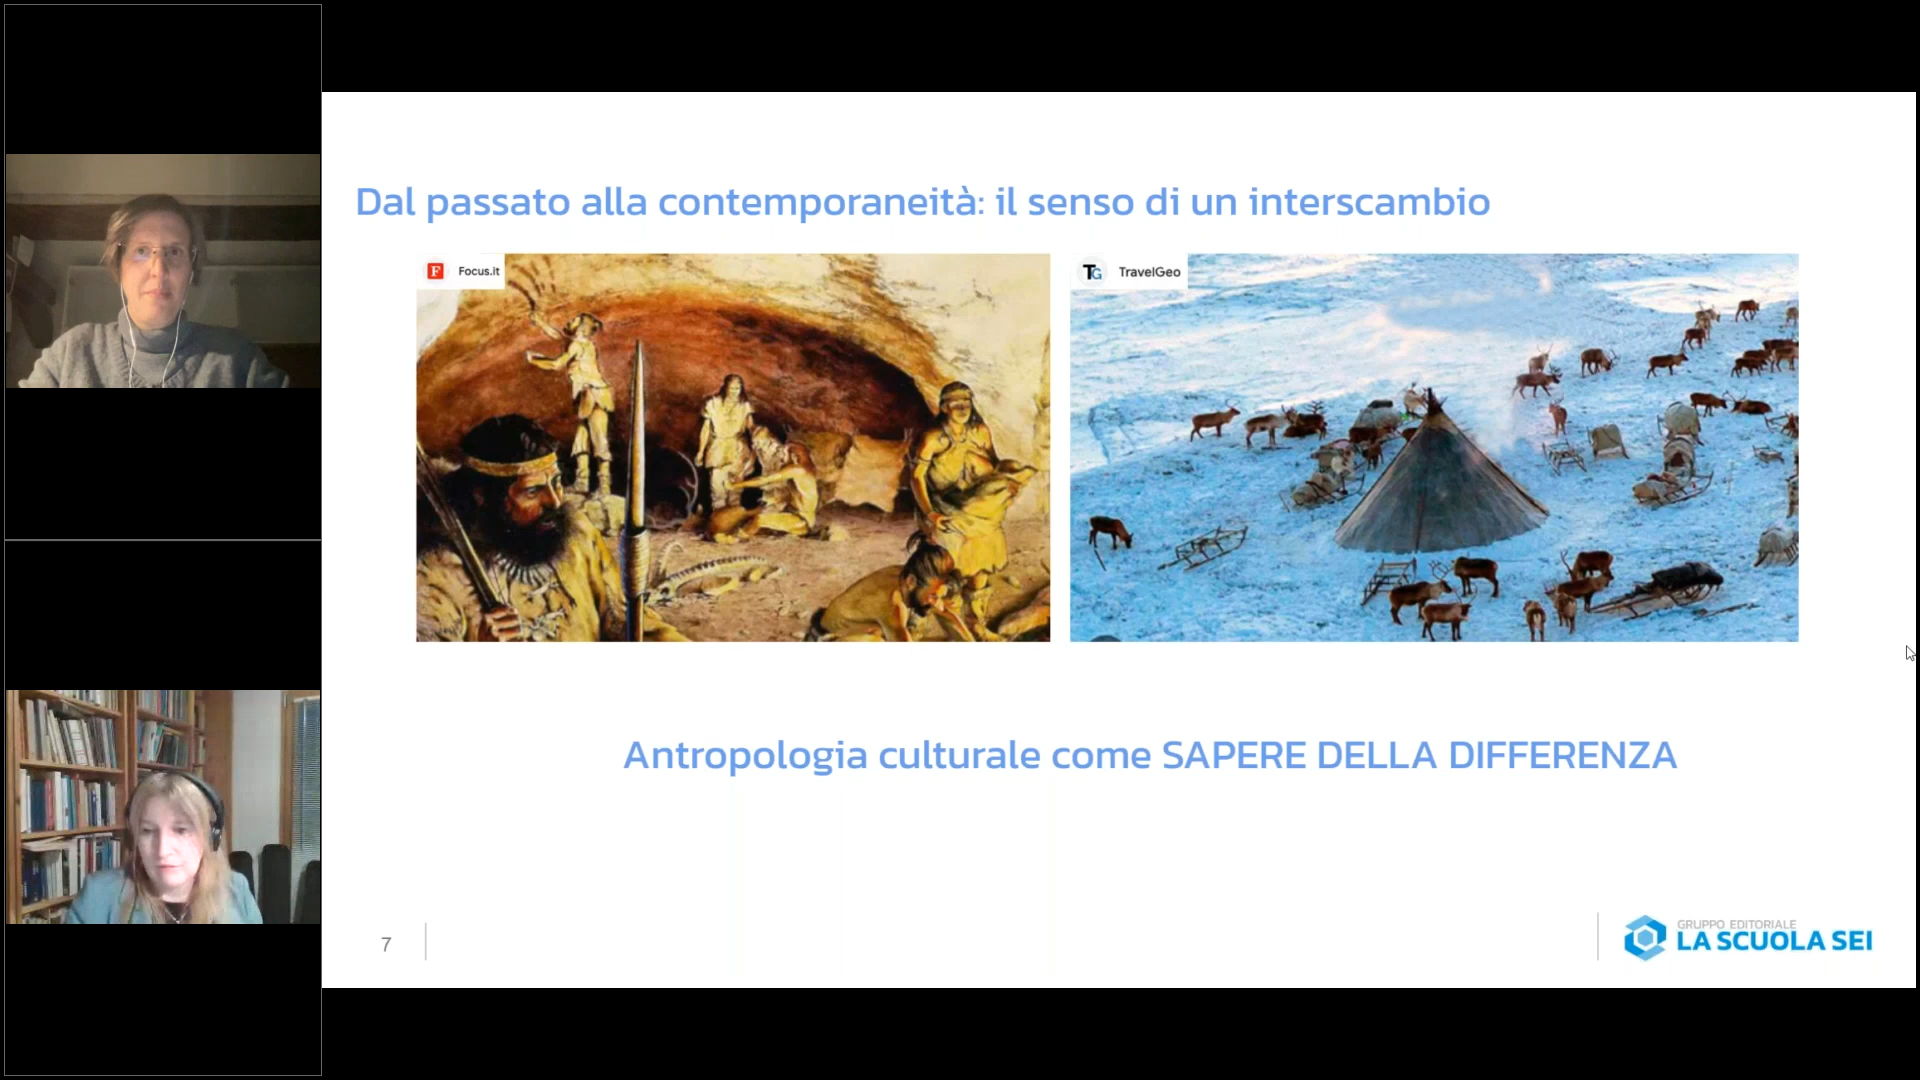 Dal passato alla contemporaneità: il senso di un interscambio
F Focus.it
TG TravelGeo
Antropologia culturale come SAPERE DELLA DIFFERENZA
7
GRUPPO EDITORIALE
LA SCUOLA SEI